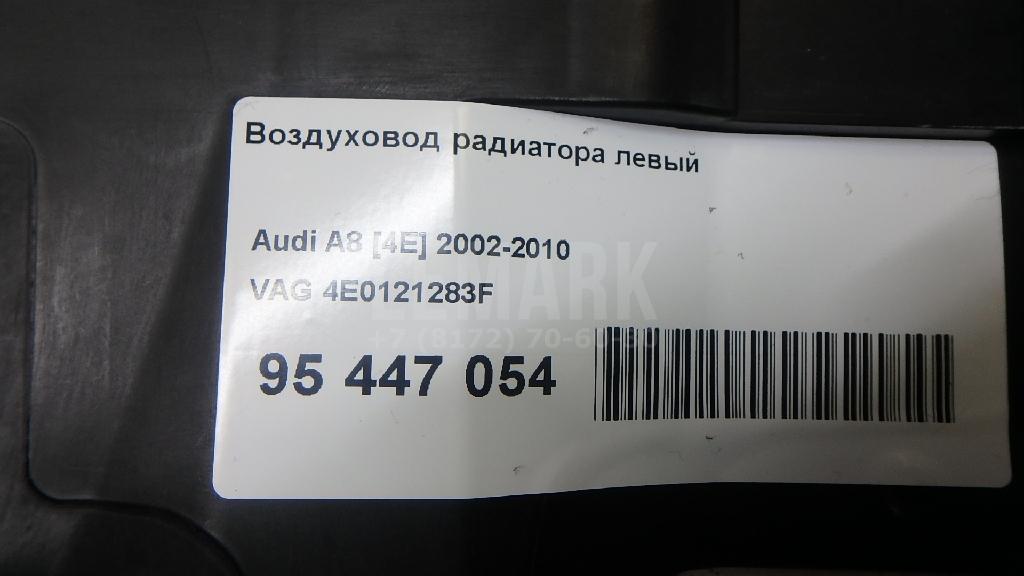 Воздуховод радиатора левый
Audi A8 [4E] 2002-2010
VAG 4E0121283F
95 447 054